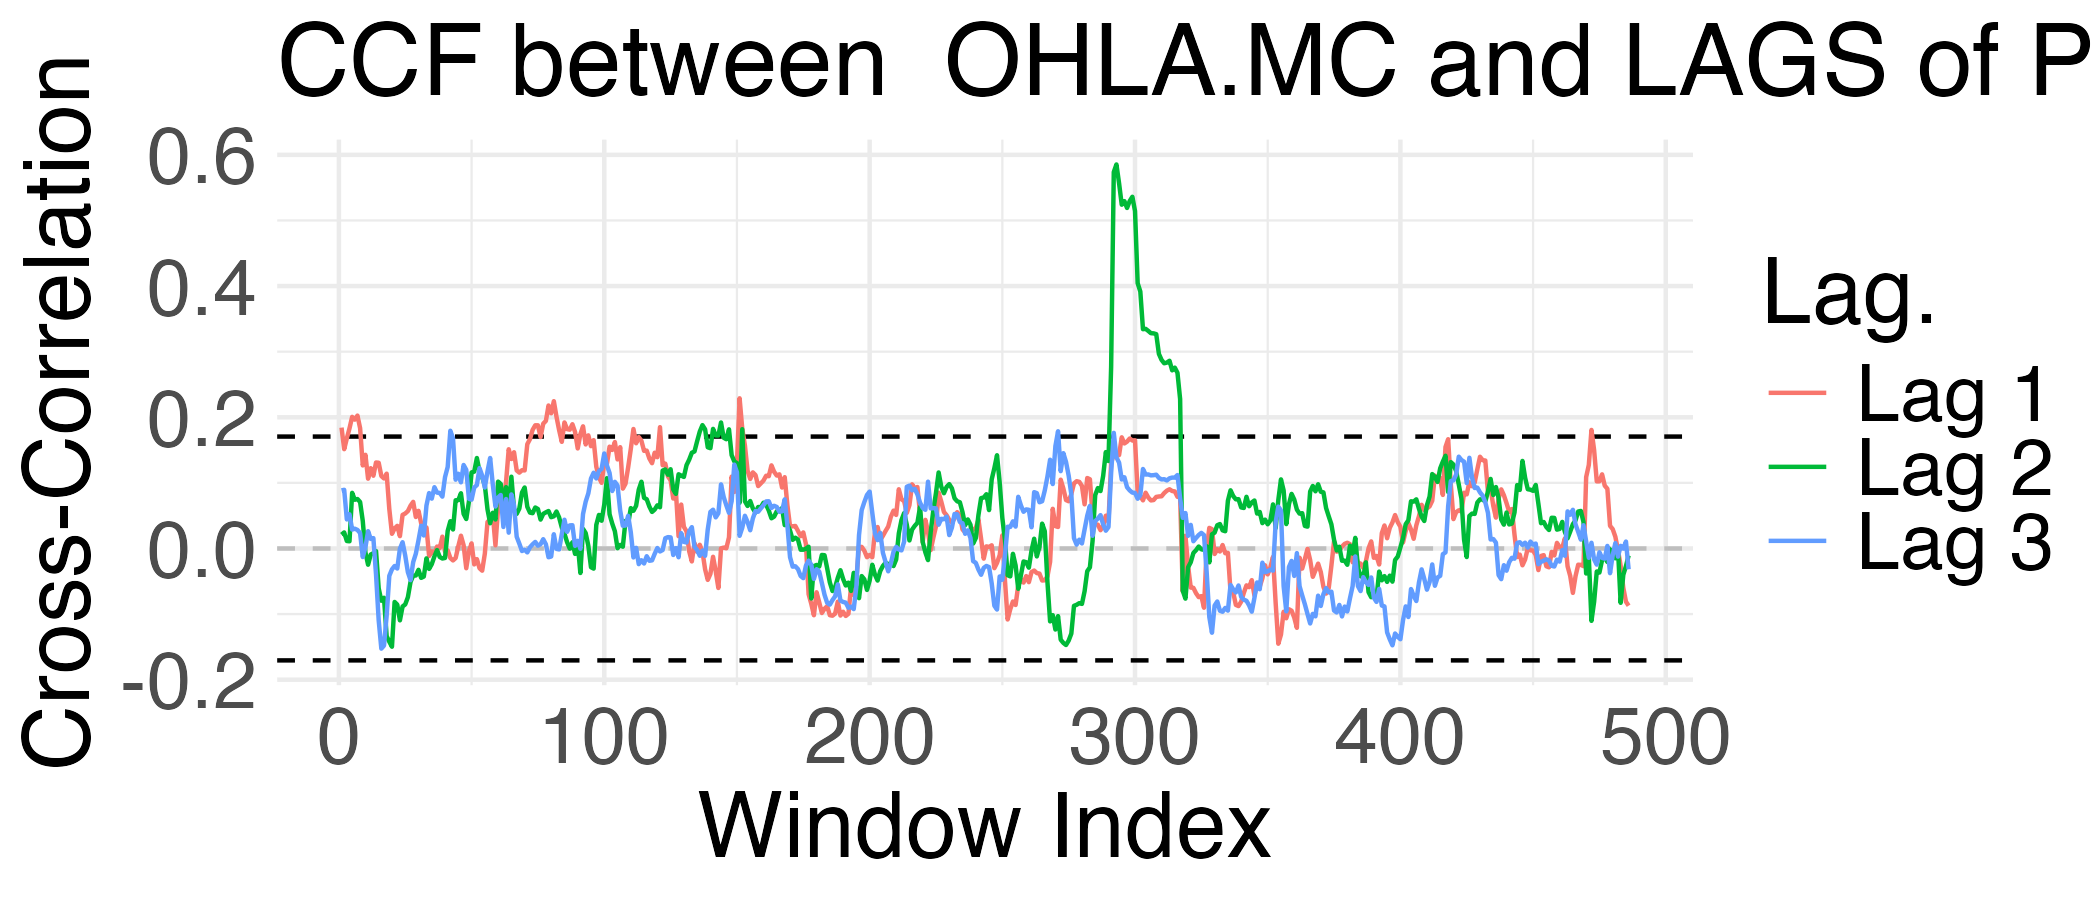 CCF between  OHLA.MC and LAGS of P
Cross-Correlation
0.6
0.4
0.2
0.0
-0.2
0
100
200
300
400
500
Window Index
Lag.
Lag 1
Lag 2
Lag 3